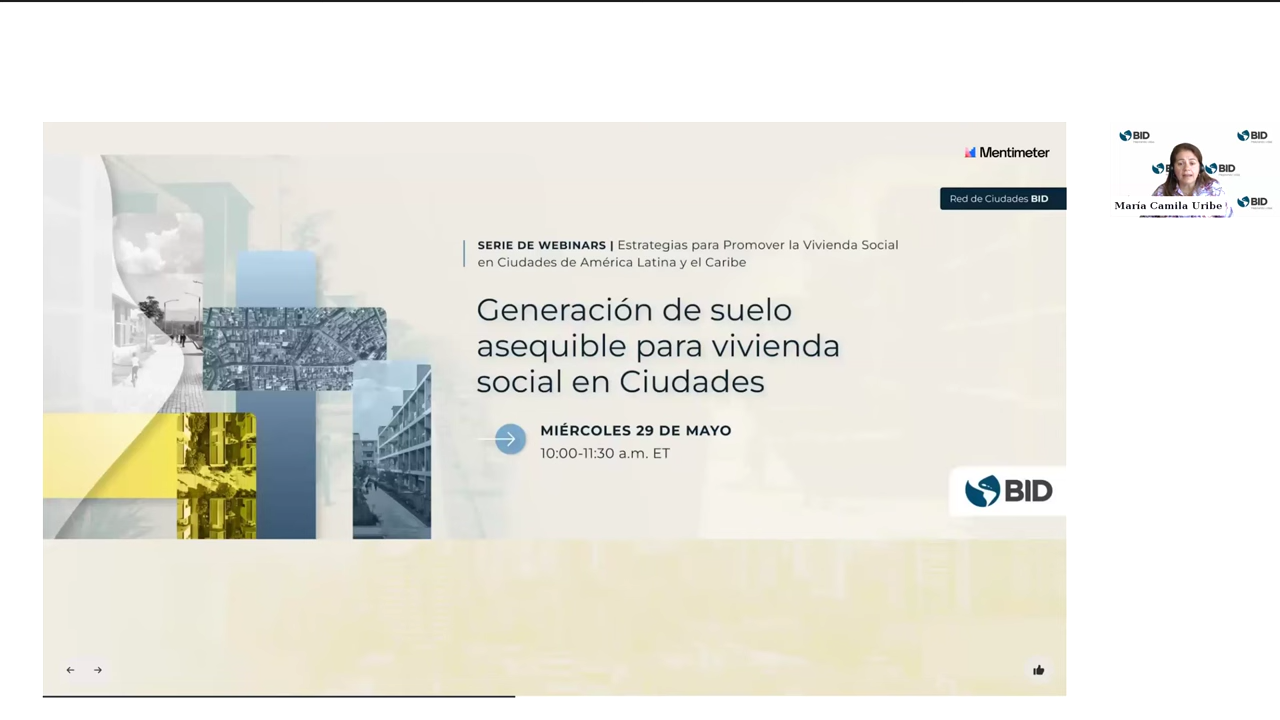 Mentimeter
Red de Ciudades BID
SERIE DE WEBINARS | Estrategias para Promover la Vivienda Social
en Ciudades de América Latina y el Caribe
Generación de suelo
asequible para vivienda
social en Ciudades
MIÉRCOLES 29 DE MAYO
10:00-11:30 a.m. ET
BID
BID
BID
BID
BID
María Camila Uribe